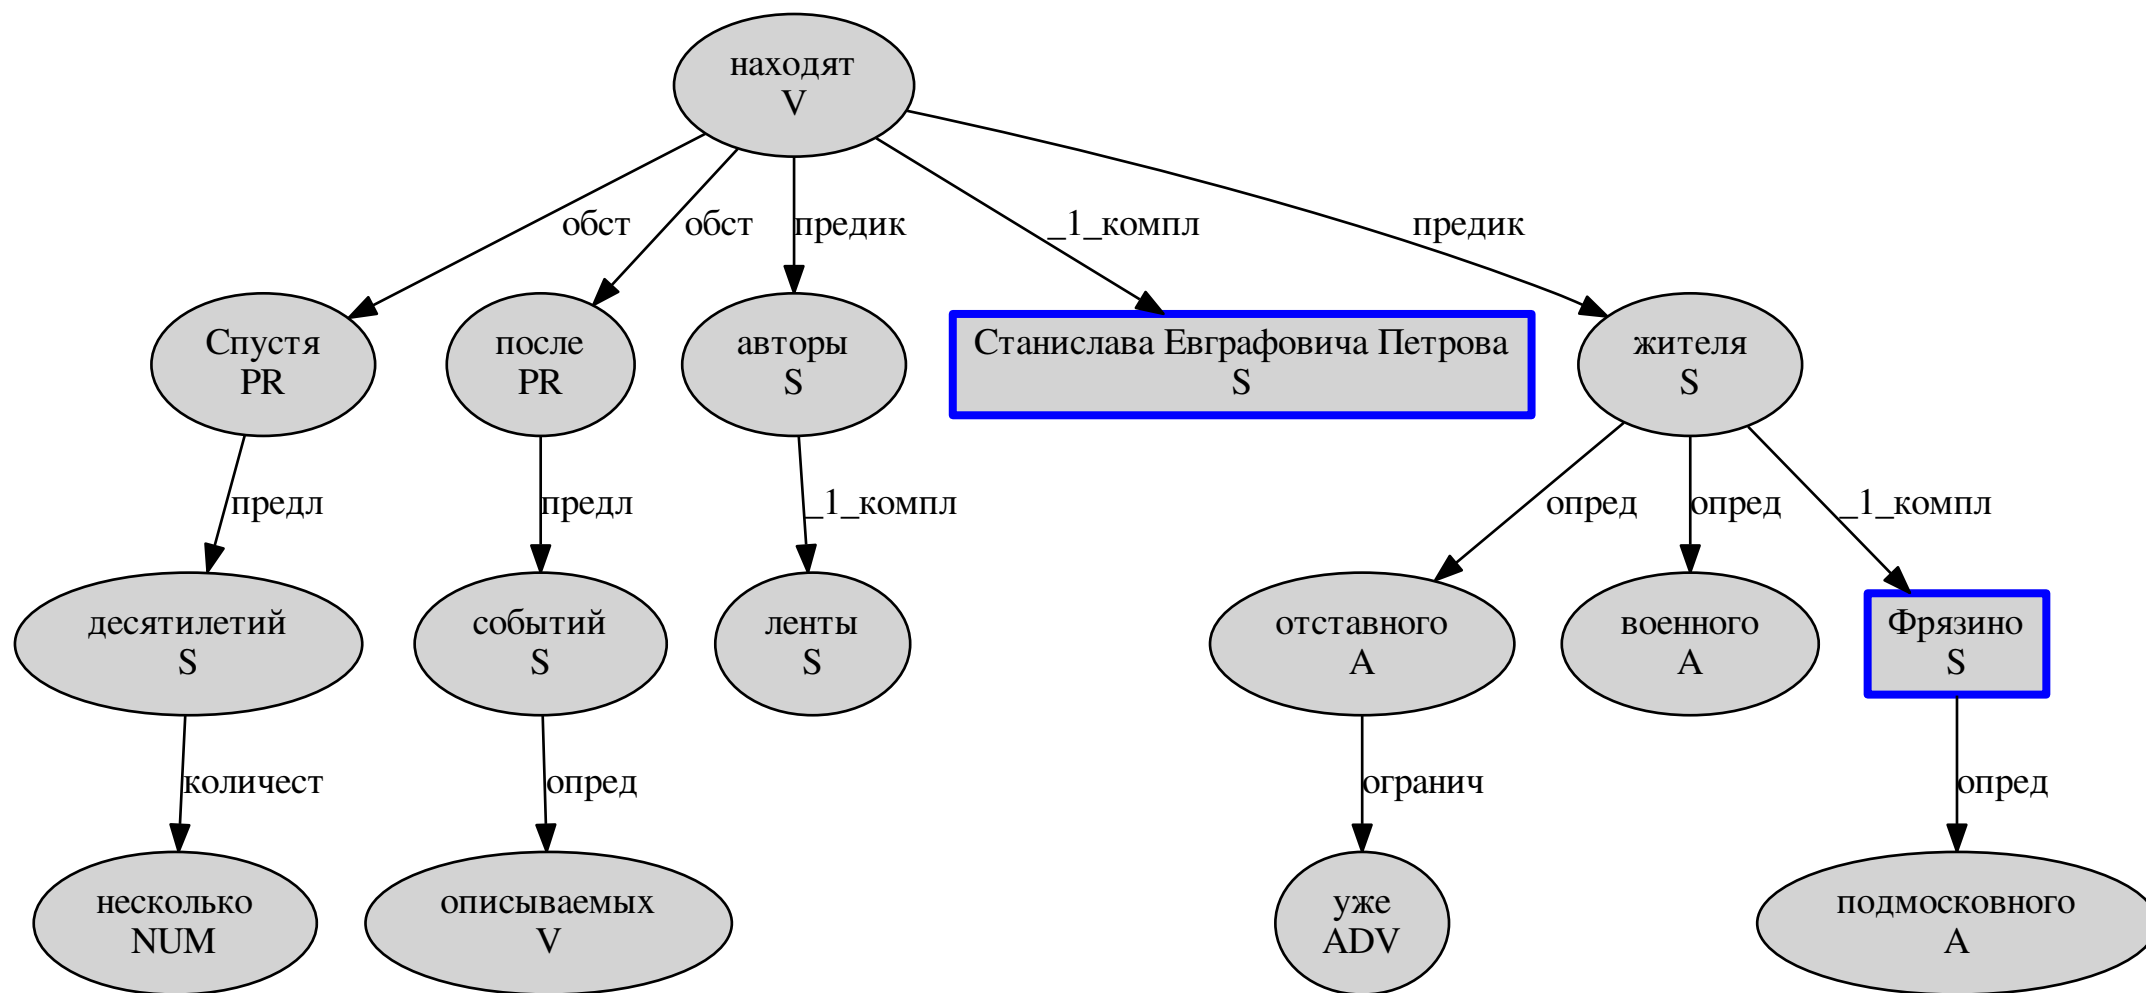 находят
V
обст
обст
предик
_1_компл
предик
Спустя
PR
после
PR
авторы
S
Станислава Евграфовича Петрова
S
жителя
S
предл
предл
_1_компл
опред
опред
_1_компл
десятилетий
S
событий
S
ленты
S
отставного
A
военного
A
Фрязино
S
количест
опред
огранич
опред
несколько
NUM
описываемых
V
уже
ADV
подмосковного
A